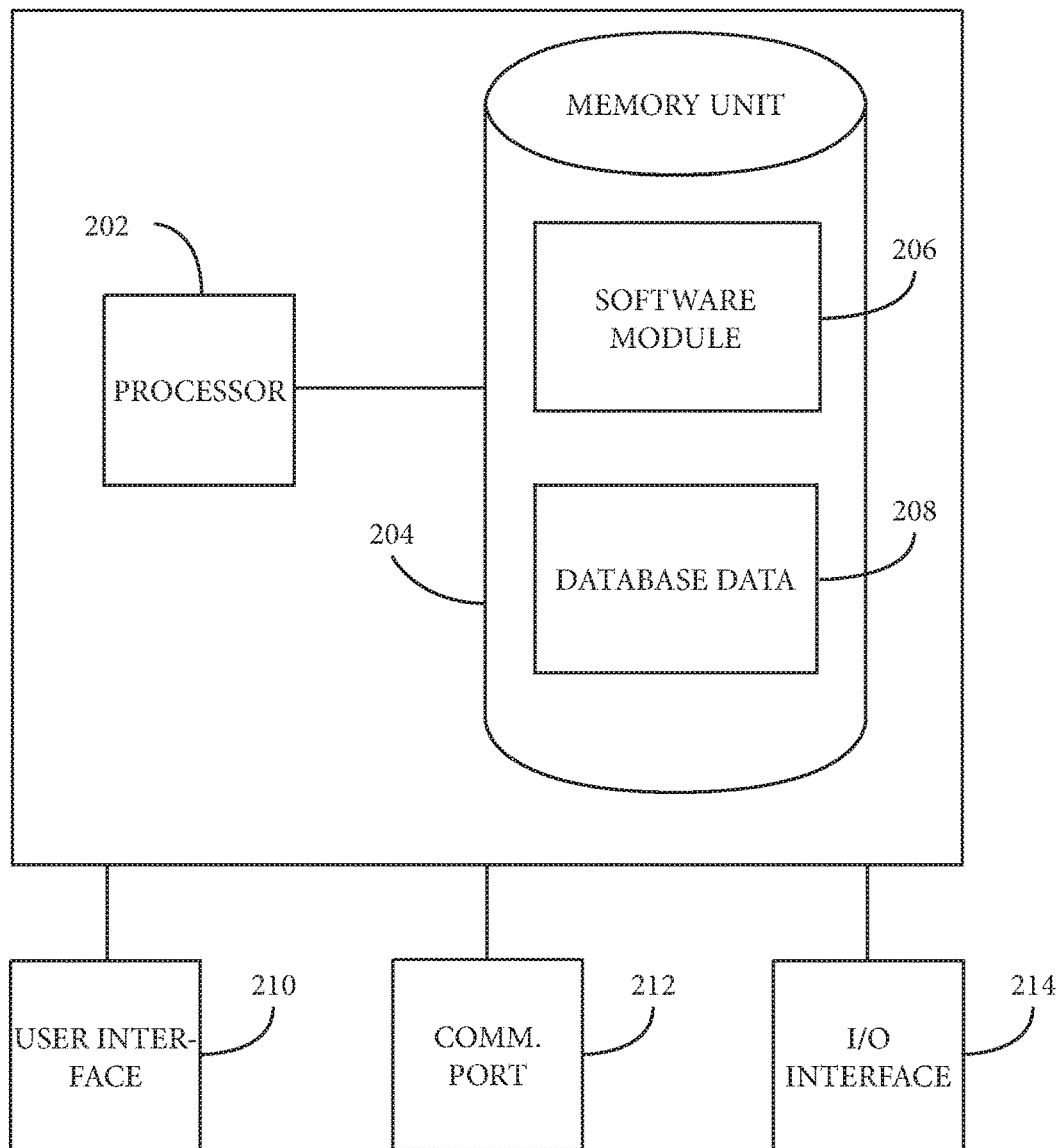 MEMORY UNIT
202
206
SOFTWARE
MODULE
PROCESSOR
204
208
DATABASE DATA
210
212
214
USER INTER-
FACE
COMM.
PORT
I/O
INTERFACE